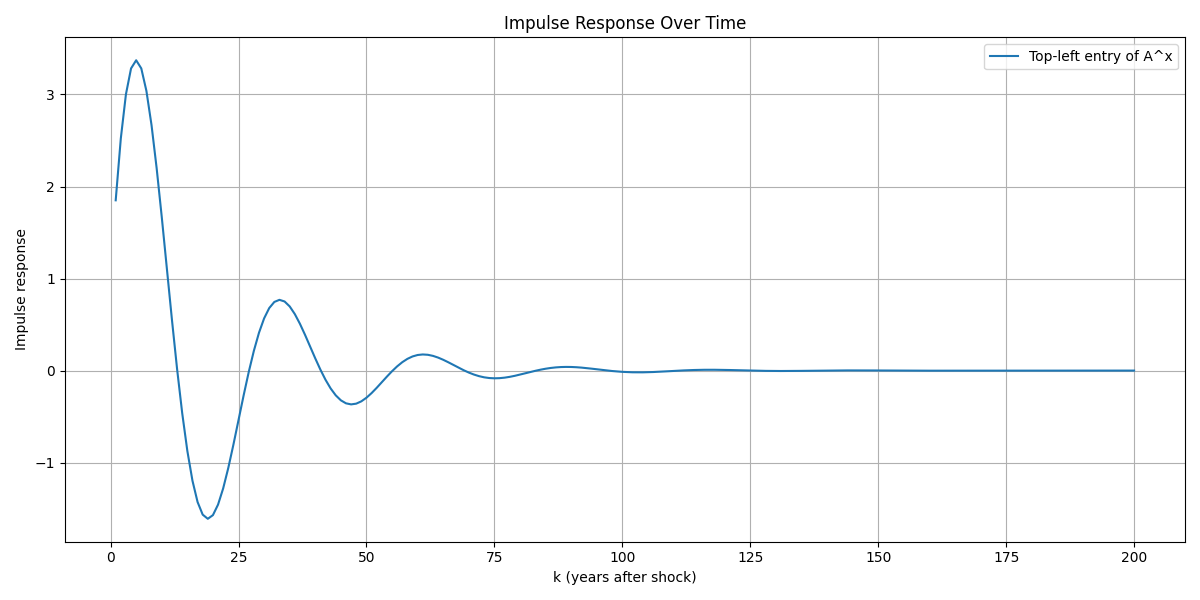 Impulse Response Over Time
Top-left entry of A^x
Impulse response
3
2
1
0
−1
0 25 50 75 100 125 150 175 200
k (years after shock)